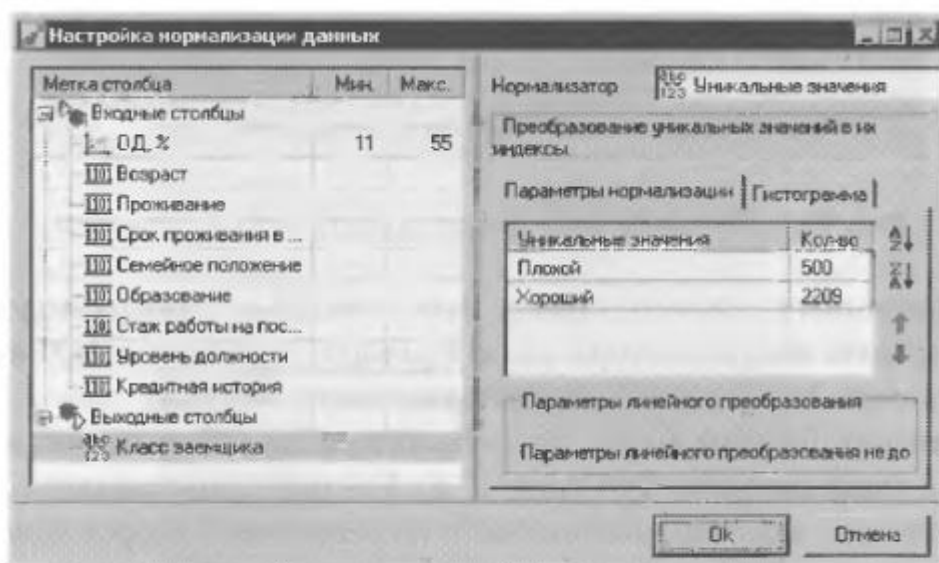 Настройка нормализации данных
Метка столбца Мин. Макс.
Входные столбцы
ОД, % 11 55
Возраст
Проживание
Срок проживания в ...
Семейное положение
Образование
Стаж работы на пос...
Уровень должности
Кредитная история
Выходные столбцы
Класс заемщика
Нормализатор Уникальные значения
Преобразование уникальных значений в их
индексы
Параметры нормализации Гистограмма
Уникальные значения Кол-во
Плохой 500
Хороший 2209
Параметры линейного преобразования
Параметры линейного преобразования не до
Ok Отмена